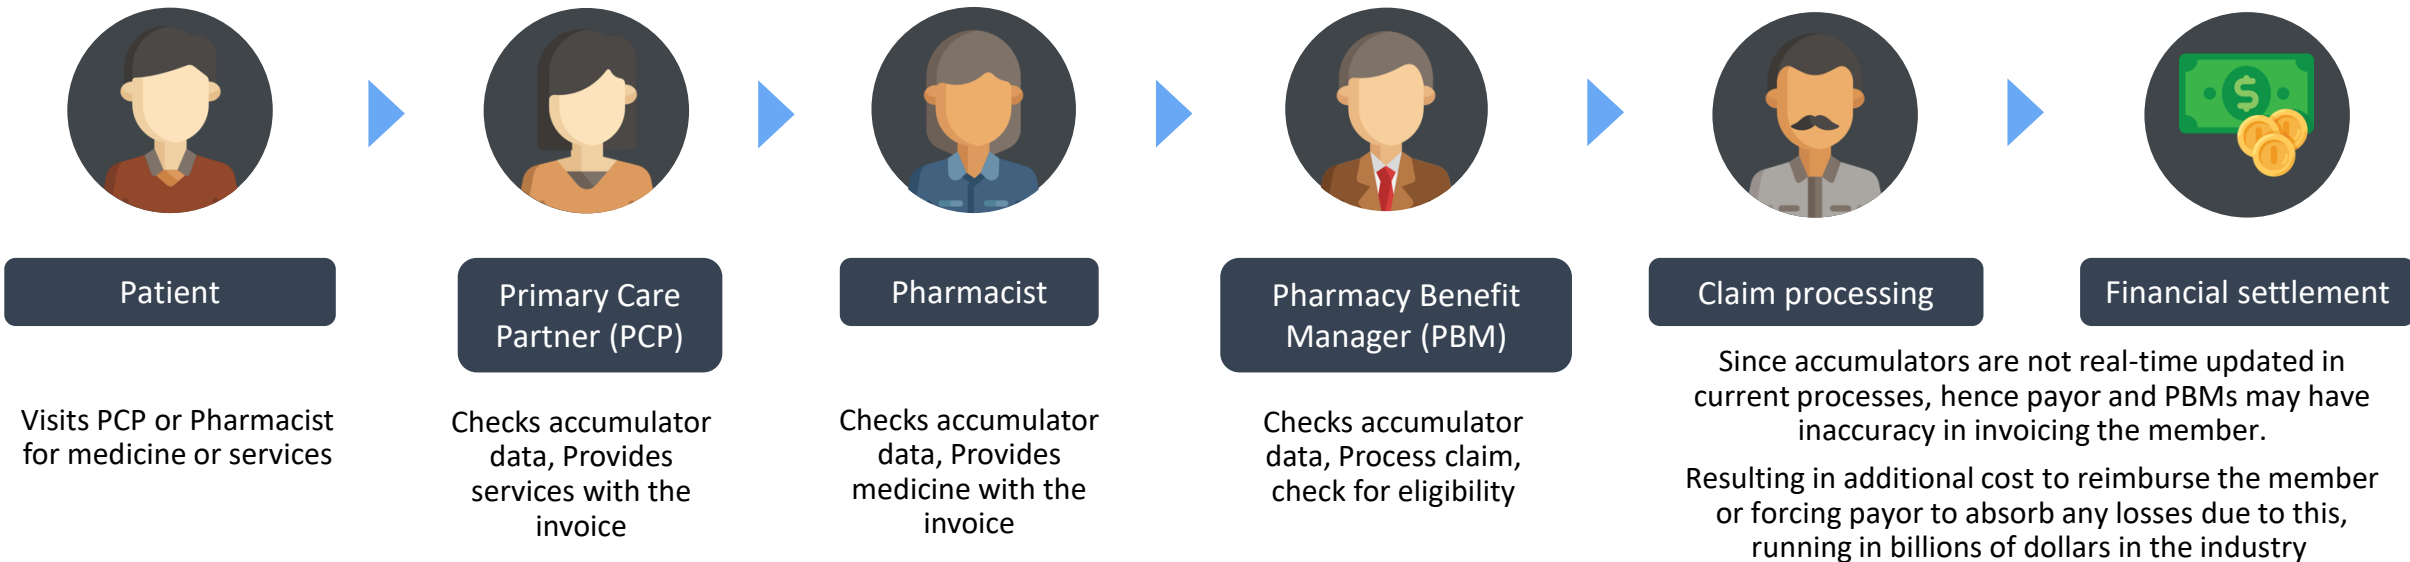 Patient
Primary Care
Partner (PCP)
Pharmacist
Pharmacy Benefit
Manager (PBM)
Claim processing
Financial settlement
Visits PCP or Pharmacist
for medicine or services
Checks accumulator
data, Provides
services with the
invoice
Checks accumulator
data, Provides
medicine with the
invoice
Checks accumulator
data, Process claim,
check for eligibility
Since accumulators are not real-time updated in
current processes, hence payor and PBMs may have
inaccuracy in invoicing the member.
Resulting in additional cost to reimburse the member
or forcing payor to absorb any losses due to this,
running in billions of dollars in the industry